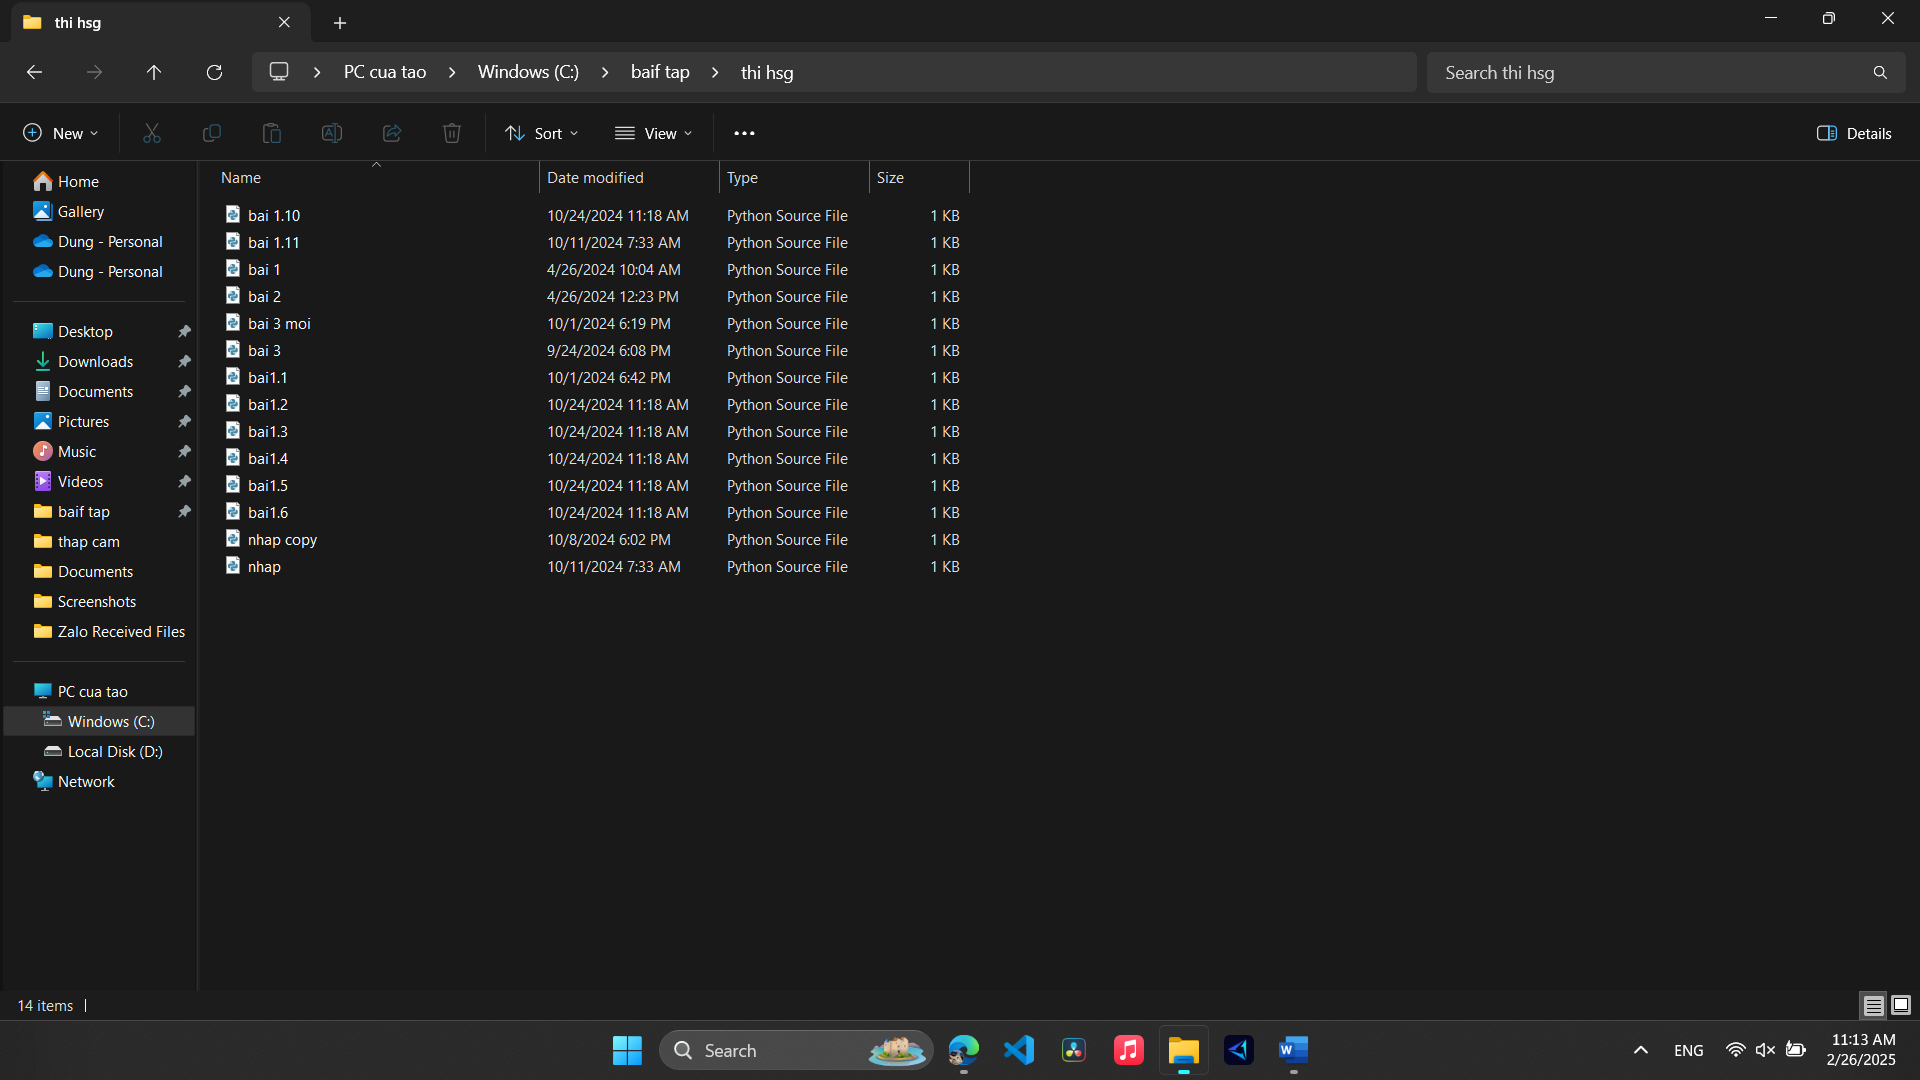 thi hsg
PC cua tao > Windows (C:) > baif tap > thi hsg
Search thi hsg
New
Sort
View
Details
Name Date modified Type Size
Home
Gallery
Dung - Personal
Dung - Personal
Desktop
Downloads
Documents
Pictures
Music
Videos
baif tap
thap cam
Documents
Screenshots
Zalo Received Files
PC cua tao
Windows (C:)
Local Disk (D:)
Network
bai 1.10 10/24/2024 11:18 AM Python Source File 1 KB
bai 1.11 10/11/2024 7:33 AM Python Source File 1 KB
bai 1 4/26/2024 10:04 AM Python Source File 1 KB
bai 2 4/26/2024 12:23 PM Python Source File 1 KB
bai 3 moi 10/1/2024 6:19 PM Python Source File 1 KB
bai 3 9/24/2024 6:08 PM Python Source File 1 KB
bai1.1 10/1/2024 6:42 PM Python Source File 1 KB
bai1.2 10/24/2024 11:18 AM Python Source File 1 KB
bai1.3 10/24/2024 11:18 AM Python Source File 1 KB
bai1.4 10/24/2024 11:18 AM Python Source File 1 KB
bai1.5 10/24/2024 11:18 AM Python Source File 1 KB
bai1.6 10/24/2024 11:18 AM Python Source File 1 KB
nhap copy 10/8/2024 6:02 PM Python Source File 1 KB
nhap 10/11/2024 7:33 AM Python Source File 1 KB
14 items
Search
ENG
11:13 AM
2/26/2025